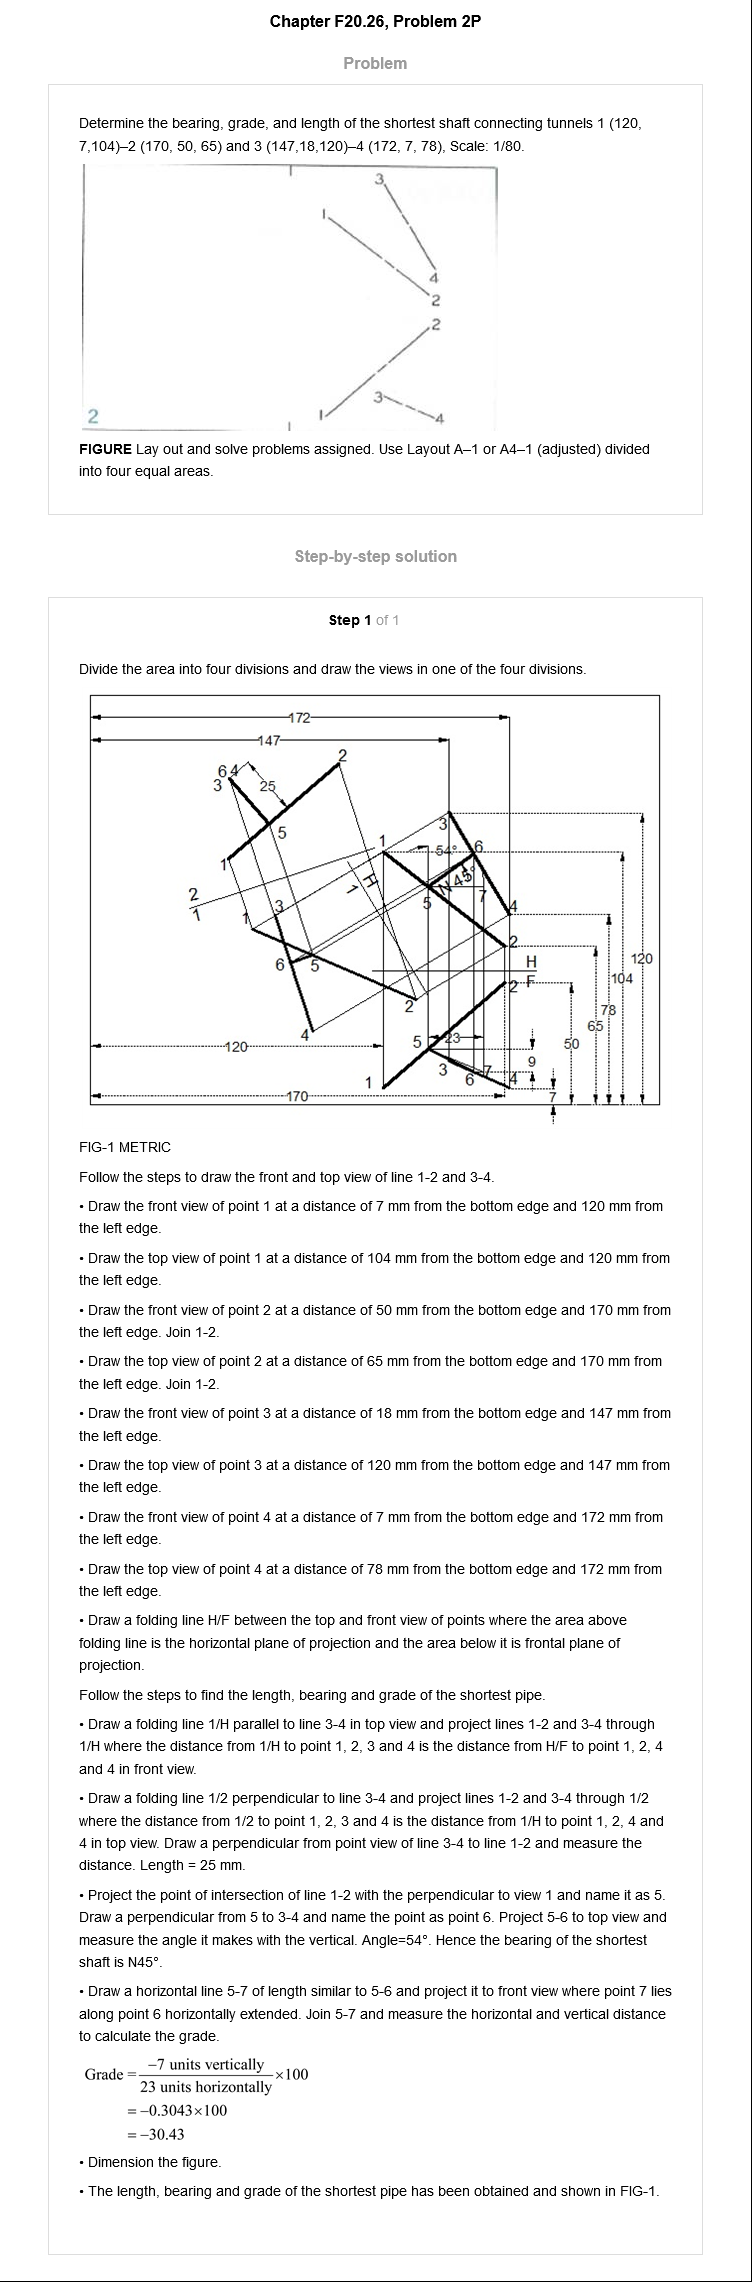 Chapter F20.26, Problem 2P
Problem
Determine the bearing, grade, and length of the shortest shaft connecting tunnels 1 (120,
7,104)–2 (170, 50, 65) and 3 (147,18,120)–4 (172, 7, 78), Scale: 1/80.
3
1
4
2
2
3
1
4
2
FIGURE Lay out and solve problems assigned. Use Layout A–1 or A4–1 (adjusted) divided
into four equal areas.
Step-by-step solution
Step 1 of 1
Divide the area into four divisions and draw the views in one of the four divisions.
172
147
2
6 4
3
25
5
3
1
54°
6
1
H
1
N 45°
2
1
3
1
5
7
4
6
5
2
H
120
2
2 F
104
78
4
5
23
65
120
50
9
3
7
1
6
4
170
7
FIG-1 METRIC
Follow the steps to draw the front and top view of line 1-2 and 3-4.
• Draw the front view of point 1 at a distance of 7 mm from the bottom edge and 120 mm from
the left edge.
• Draw the top view of point 1 at a distance of 104 mm from the bottom edge and 120 mm from
the left edge.
• Draw the front view of point 2 at a distance of 50 mm from the bottom edge and 170 mm from
the left edge. Join 1-2.
• Draw the top view of point 2 at a distance of 65 mm from the bottom edge and 170 mm from
the left edge. Join 1-2.
• Draw the front view of point 3 at a distance of 18 mm from the bottom edge and 147 mm from
the left edge.
• Draw the top view of point 3 at a distance of 120 mm from the bottom edge and 147 mm from
the left edge.
• Draw the front view of point 4 at a distance of 7 mm from the bottom edge and 172 mm from
the left edge.
• Draw the top view of point 4 at a distance of 78 mm from the bottom edge and 172 mm from
the left edge.
• Draw a folding line H/F between the top and front view of points where the area above
folding line is the horizontal plane of projection and the area below it is frontal plane of
projection.
Follow the steps to find the length, bearing and grade of the shortest pipe.
• Draw a folding line 1/H parallel to line 3-4 in top view and project lines 1-2 and 3-4 through
1/H where the distance from 1/H to point 1, 2, 3 and 4 is the distance from H/F to point 1, 2, 4
and 4 in front view.
• Draw a folding line 1/2 perpendicular to line 3-4 and project lines 1-2 and 3-4 through 1/2
where the distance from 1/2 to point 1, 2, 3 and 4 is the distance from 1/H to point 1, 2, 4 and
4 in top view. Draw a perpendicular from point view of line 3-4 to line 1-2 and measure the
distance. Length = 25 mm.
• Project the point of intersection of line 1-2 with the perpendicular to view 1 and name it as 5.
Draw a perpendicular from 5 to 3-4 and name the point as point 6. Project 5-6 to top view and
measure the angle it makes with the vertical. Angle=54°. Hence the bearing of the shortest
shaft is N45°.
• Draw a horizontal line 5-7 of length similar to 5-6 and project it to front view where point 7 lies
along point 6 horizontally extended. Join 5-7 and measure the horizontal and vertical distance
to calculate the grade.
Grade = −7 units vertically / 23 units horizontally ×100
= −0.3043×100
= −30.43
• Dimension the figure.
• The length, bearing and grade of the shortest pipe has been obtained and shown in FIG-1.